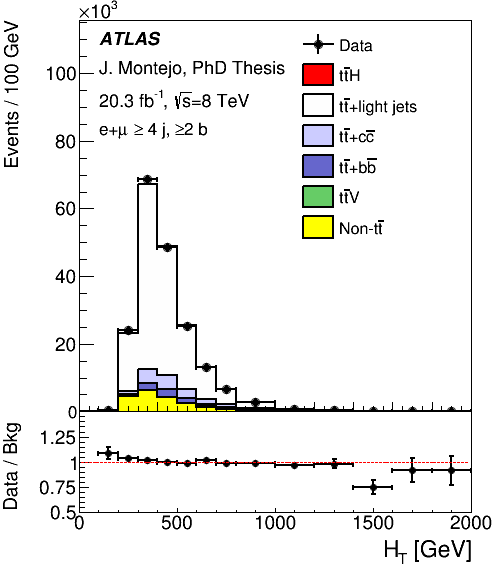 ×10³
ATLAS
J. Montejo, PhD Thesis
20.3 fb⁻¹, √s=8 TeV
e+μ ≥ 4 j, ≥2 b
Data
tt̅H
tt̅+light jets
tt̅+cc̅
tt̅+bb̅
tt̅V
Non-tt̅
Events / 100 GeV
100
80
60
40
20
0
Data / Bkg
1.25
1
0.75
0.5
0 500 1000 1500 2000
H_T [GeV]